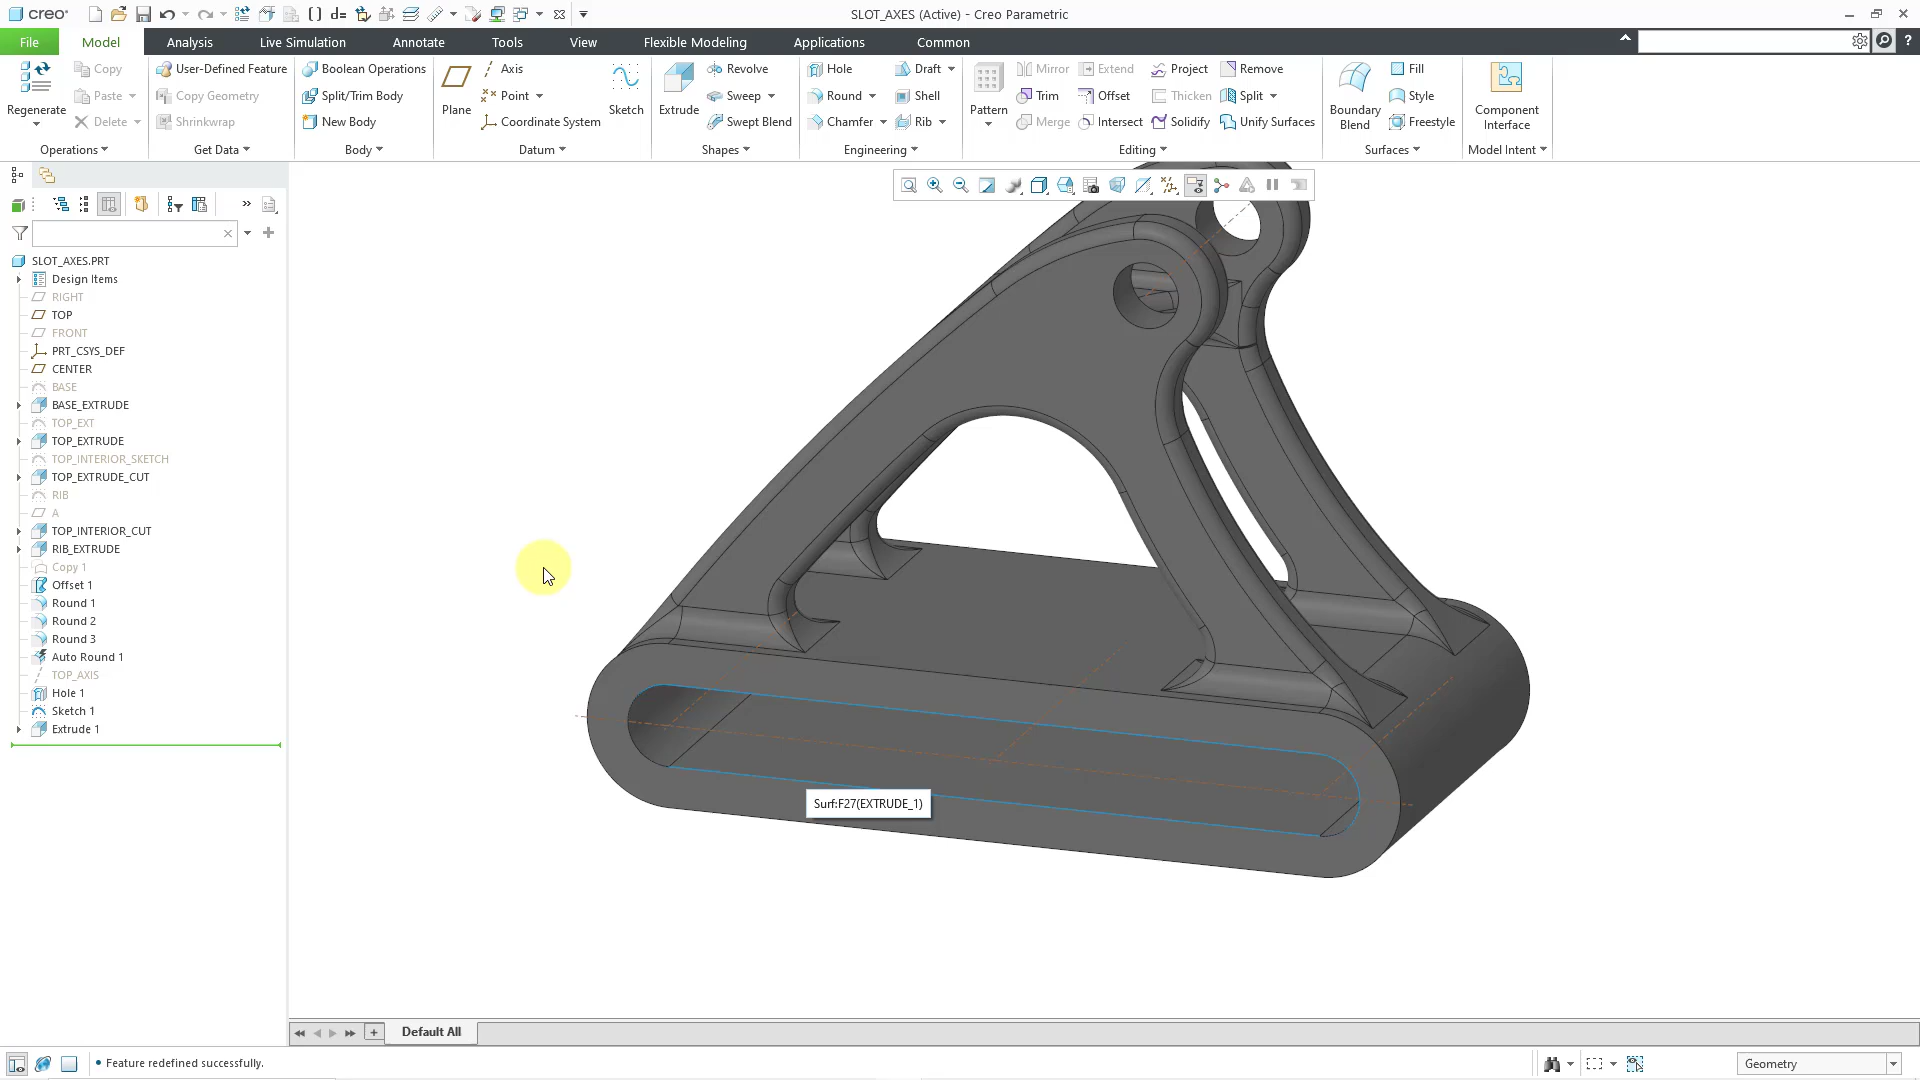 creo
SLOT_AXES (Active) - Creo Parametric
File Model Analysis Live Simulation Annotate Tools View Flexible Modeling Applications Common
Regenerate
Copy
Paste
Delete
Operations
User-Defined Feature
Copy Geometry
Shrinkwrap
Get Data
Boolean Operations
Split/Trim Body
New Body
Body
Plane
Axis
Point
Coordinate System
Sketch
Datum
Extrude
Revolve
Sweep
Swept Blend
Shapes
Hole
Round
Chamfer
Draft
Shell
Rib
Engineering
Pattern
Mirror
Trim
Merge
Extend
Offset
Intersect
Project
Thicken
Solidify
Remove
Split
Unify Surfaces
Editing
Boundary
Blend
Fill
Style
Freestyle
Surfaces
Component
Interface
Model Intent
SLOT_AXES.PRT
Design Items
RIGHT
TOP
FRONT
PRT_CSYS_DEF
CENTER
BASE
BASE_EXTRUDE
TOP_EXT
TOP_EXTRUDE
TOP_INTERIOR_SKETCH
TOP_EXTRUDE_CUT
RIB
A
TOP_INTERIOR_CUT
RIB_EXTRUDE
Copy 1
Offset 1
Round 1
Round 2
Round 3
Auto Round 1
TOP_AXIS
Hole 1
Sketch 1
Extrude 1
Surf:F27(EXTRUDE_1)
Default All
Feature redefined successfully.
Geometry